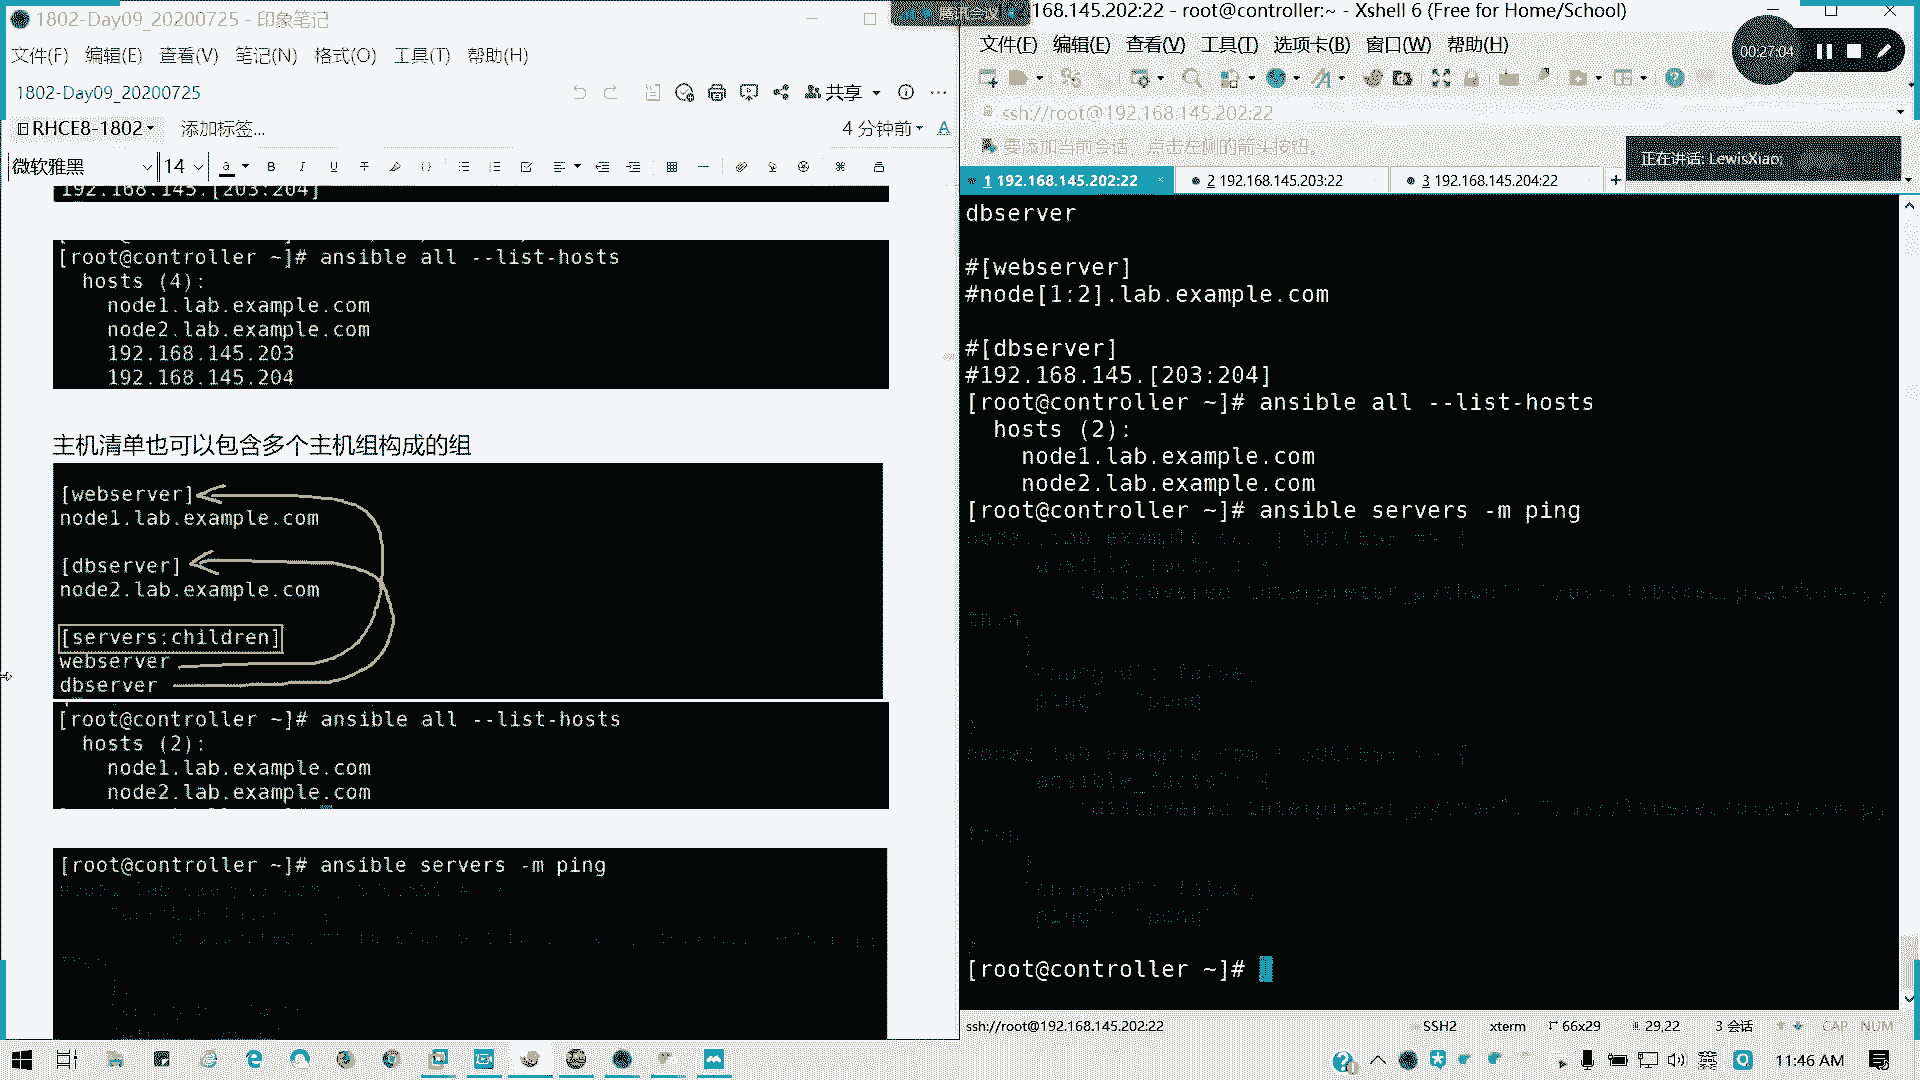 1802-Day09_20200725 - 印象笔记
文件(F) 编辑(E) 查看(V) 笔记(N) 格式(O) 工具(T) 帮助(H)
1802-Day09_20200725
共享
RHCE8-1802
添加标签...
4 分钟前
微软雅黑
14
192.168.145.[203:204]
[root@controller ~]# ansible all --list-hosts
hosts (4):
node1.lab.example.com
node2.lab.example.com
192.168.145.203
192.168.145.204
主机清单也可以包含多个主机组构成的组
[webserver]
node1.lab.example.com
[dbserver]
node2.lab.example.com
[servers:children]
webserver
dbserver
[root@controller ~]# ansible all --list-hosts
hosts (2):
node1.lab.example.com
node2.lab.example.com
[root@controller ~]# ansible servers -m ping
腾讯会议
168.145.202:22 - root@controller:~ - Xshell 6 (Free for Home/School)
文件(F) 编辑(E) 查看(V) 工具(T) 选项卡(B) 窗口(W) 帮助(H)
00:27:04
ssh://root@192.168.145.202:22
要添加当前会话，点击左侧的箭头按钮。
正在讲话: LewisXiao;
1 192.168.145.202:22
2 192.168.145.203:22
3 192.168.145.204:22
dbserver
#[webserver]
#node[1:2].lab.example.com
#[dbserver]
#192.168.145.[203:204]
[root@controller ~]# ansible all --list-hosts
hosts (2):
node1.lab.example.com
node2.lab.example.com
[root@controller ~]# ansible servers -m ping
[root@controller ~]#
ssh://root@192.168.145.202:22
SSH2
xterm
66x29
29,22
3 会话
CAP NUM
英
11:46 AM